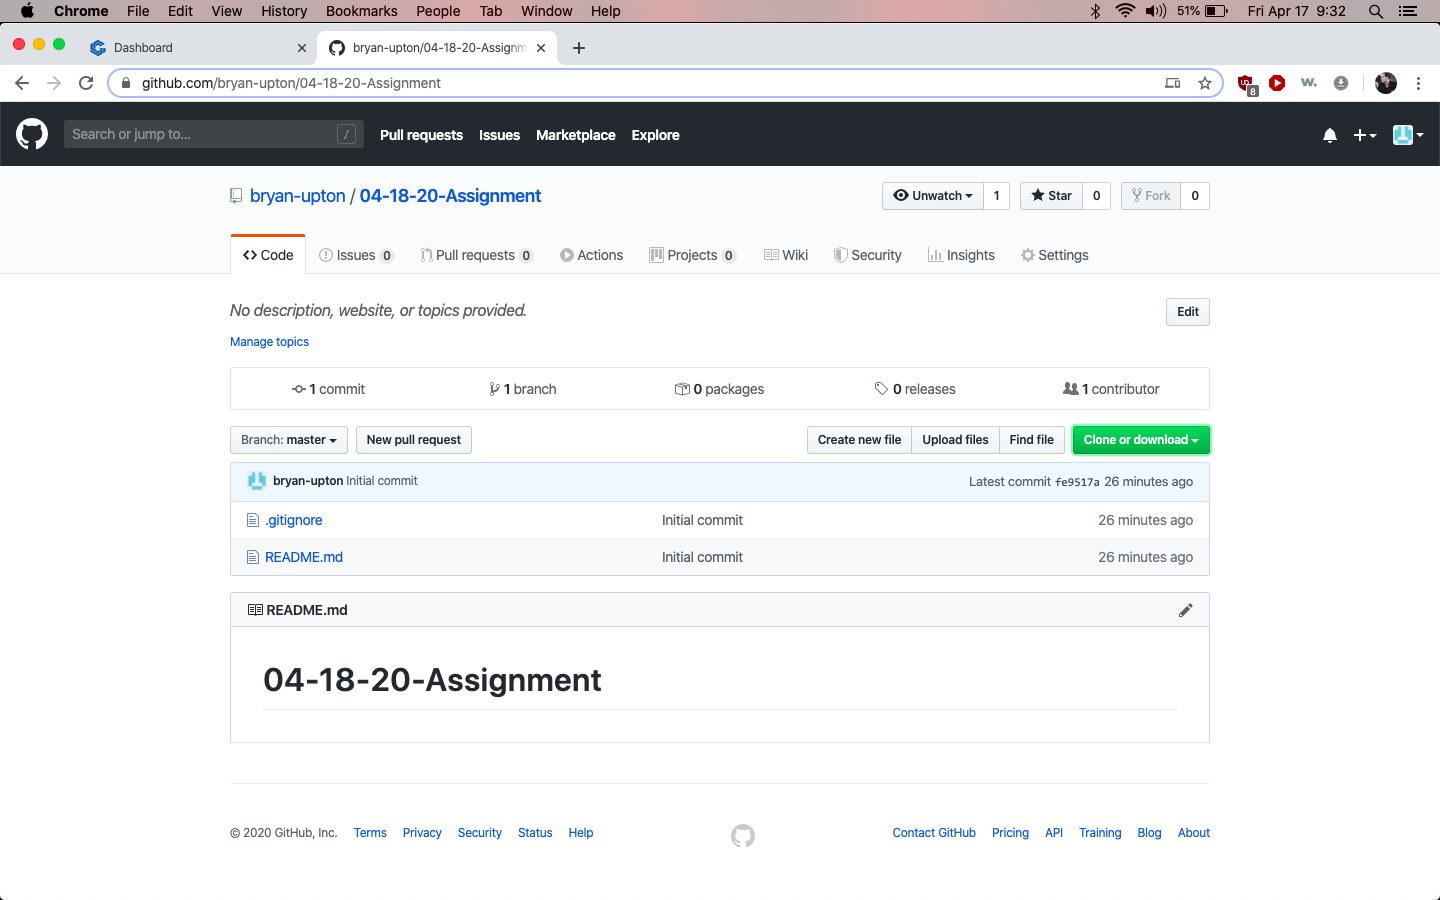 Chrome File Edit View History Bookmarks People Tab Window Help 51% Fri Apr 17 9:32
Dashboard bryan-upton/04-18-20-Assignm
github.com/bryan-upton/04-18-20-Assignment W. 8
Search or jump to... / Pull requests Issues Marketplace Explore
bryan-upton / 04-18-20-Assignment Unwatch 1 Star 0 Fork 0
Code Issues 0 Pull requests 0 Actions Projects 0 Wiki Security Insights Settings
No description, website, or topics provided. Edit
Manage topics
1 commit 1 branch 0 packages 0 releases 1 contributor
Branch: master New pull request Create new file Upload files Find file Clone or download
bryan-upton Initial commit Latest commit fe9517a 26 minutes ago
.gitignore Initial commit 26 minutes ago
README.md Initial commit 26 minutes ago
README.md
04-18-20-Assignment
© 2020 GitHub, Inc. Terms Privacy Security Status Help Contact GitHub Pricing API Training Blog About